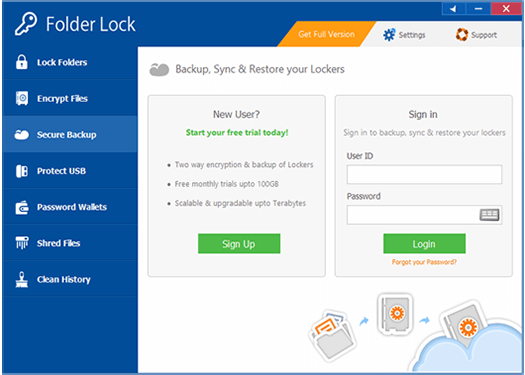 Folder Lock
Get Full Version
Settings
Support
Lock Folders
Encrypt Files
Secure Backup
Protect USB
Password Wallets
Shred Files
Clean History
Backup, Sync & Restore your Lockers
New User?
Start your free trial today!
Two way encryption & backup of Lockers
Free monthly trials upto 100GB
Scalable & upgradable upto Terabytes
Sign Up
Sign in
Sign in to backup, sync & restore your lockers
User ID
Password
Login
Forgot your Password?